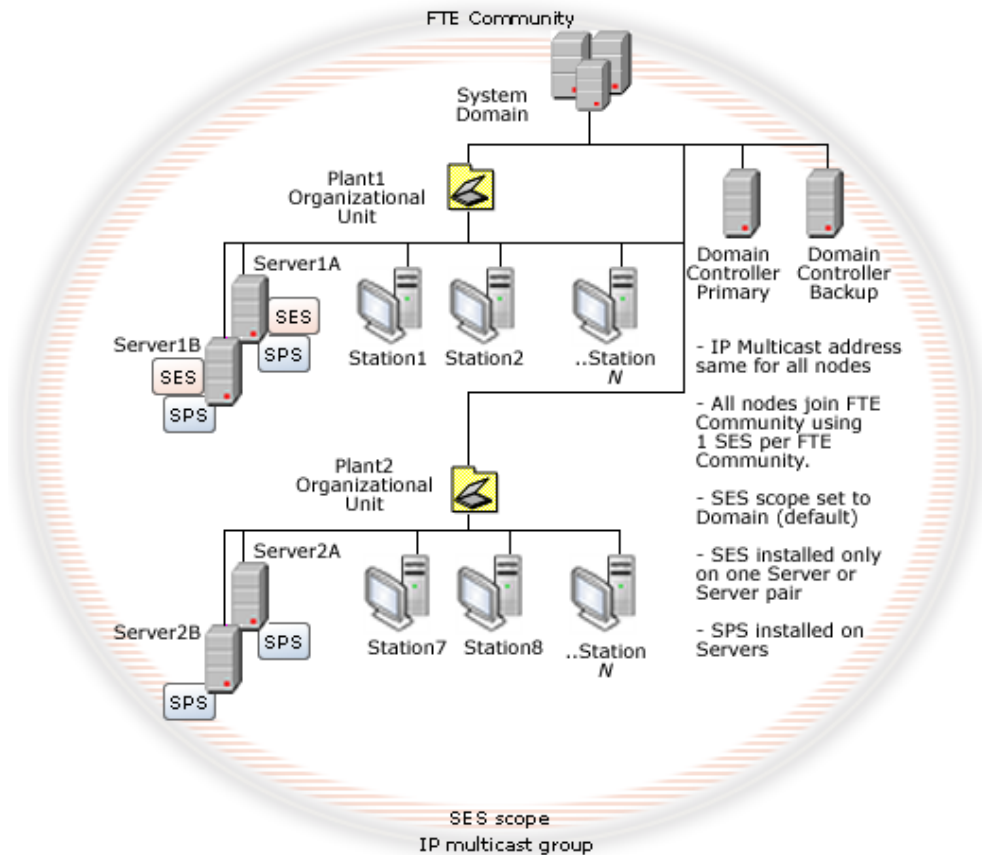 FTE Community
System
Domain
Plant1
Organizational
Unit
Domain
Controller
Primary
Domain
Controller
Backup
Server1A
SES
SPS
Server1B
SES
SPS
Station1
Station2
..Station
N
- IP Multicast address
same for all nodes
- All nodes join FTE
Community using
1 SES per FTE
Community.
- SES scope set to
Domain (default)
- SES installed only
on one Server or
Server pair
- SPS installed on
Servers
Plant2
Organizational
Unit
Server2A
SPS
Server2B
SPS
Station7
Station8
..Station
N
SES scope
IP multicast group